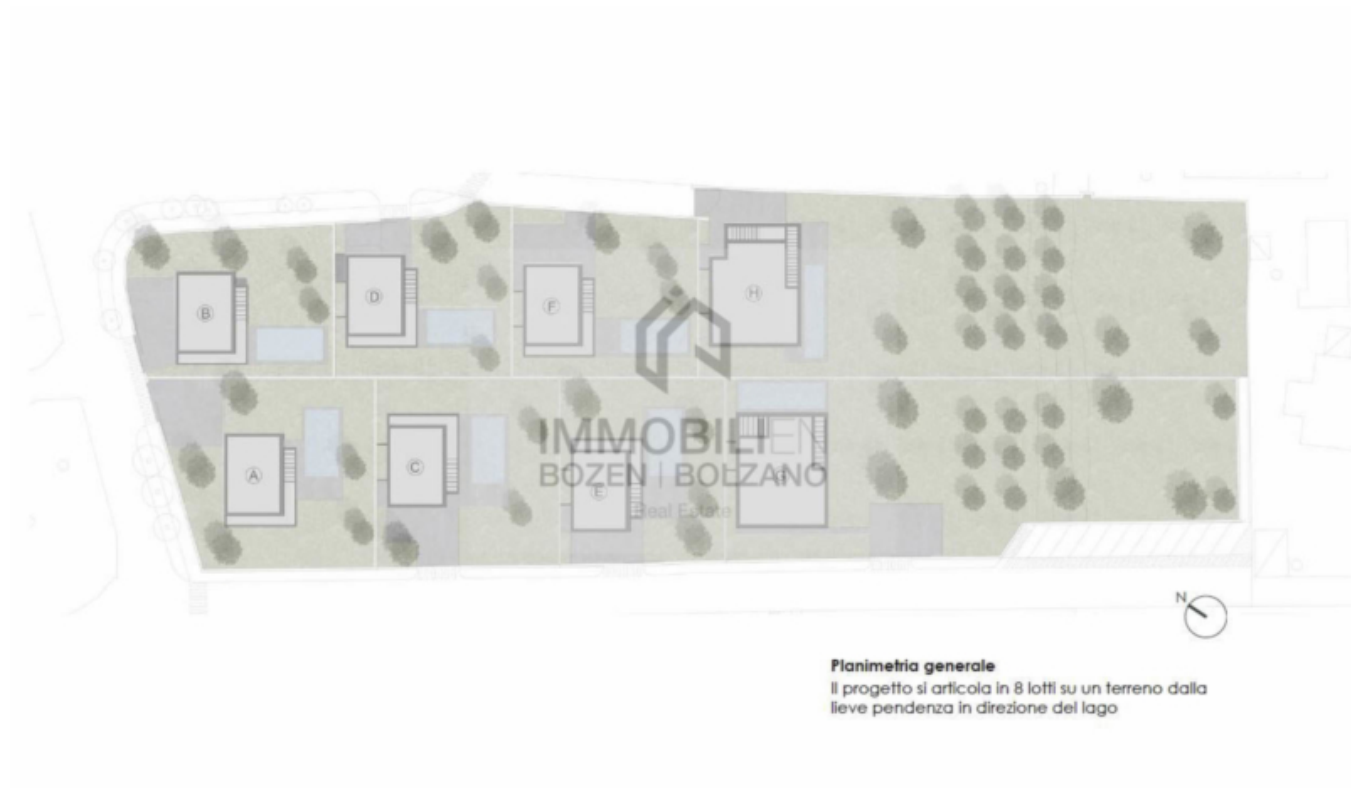 B
D
F
H
A
C
E
G
IMMOBILIEN
BOZEN | BOLZANO
Real Estate
N
Planimetria generale
Il progetto si articola in 8 lotti su un terreno dalla
lieve pendenza in direzione del lago